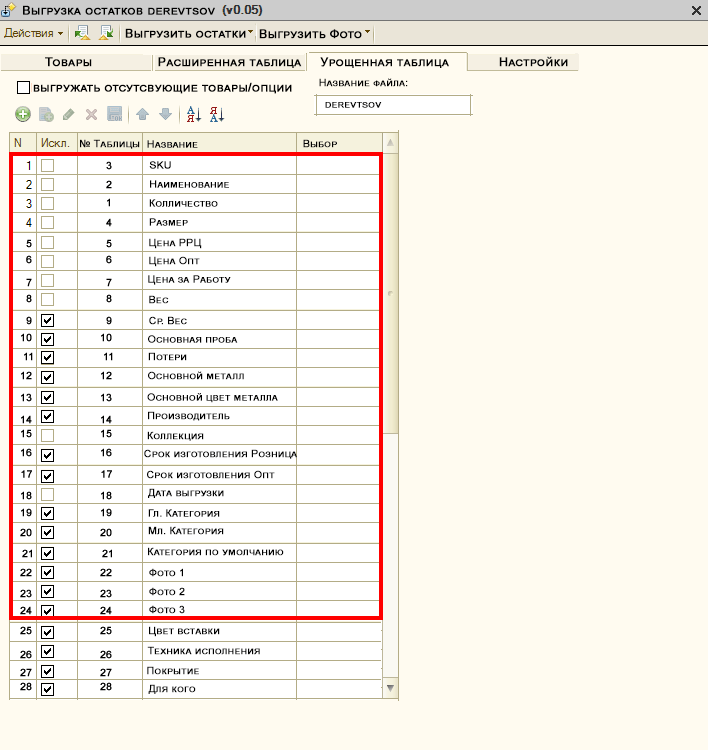 Выгрузка остатков DEREVTSOV (v0.05)
Действия Выгрузить остатки Выгрузить Фото
Товары Расширенная таблица Урощенная таблица Настройки
выгружать отсутсвующие товары/опции
Название файла:
DEREVTSOV
N Искл. № Таблицы Название Выбор
1 3 SKU
2 2 Наименование
3 1 Колличество
4 4 Размер
5 5 Цена РРЦ
6 6 Цена Опт
7 7 Цена за Работу
8 8 Вес
9 9 Ср. Вес
10 10 Основная проба
11 11 Потери
12 12 Основной металл
13 13 Основной цвет металла
14 14 Производитель
15 15 Коллекция
16 16 Срок изготовления Розница
17 17 Срок изготовления Опт
18 18 Дата выгрузки
19 19 Гл. Категория
20 20 Мл. Категория
21 21 Категория по умолчанию
22 22 Фото 1
23 23 Фото 2
24 24 Фото 3
25 25 Цвет вставки
26 26 Техника исполнения
27 27 Покрытие
28 28 Для кого